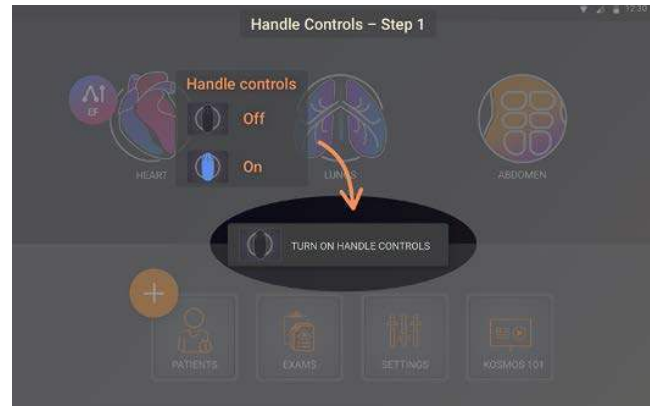 12:30
Handle Controls – Step 1
Handle controls
Off
On
AI
EF
HEART
LUNGS
ABDOMEN
TURN ON HANDLE CONTROLS
PATIENTS
EXAMS
SETTINGS
KOSMOS 101